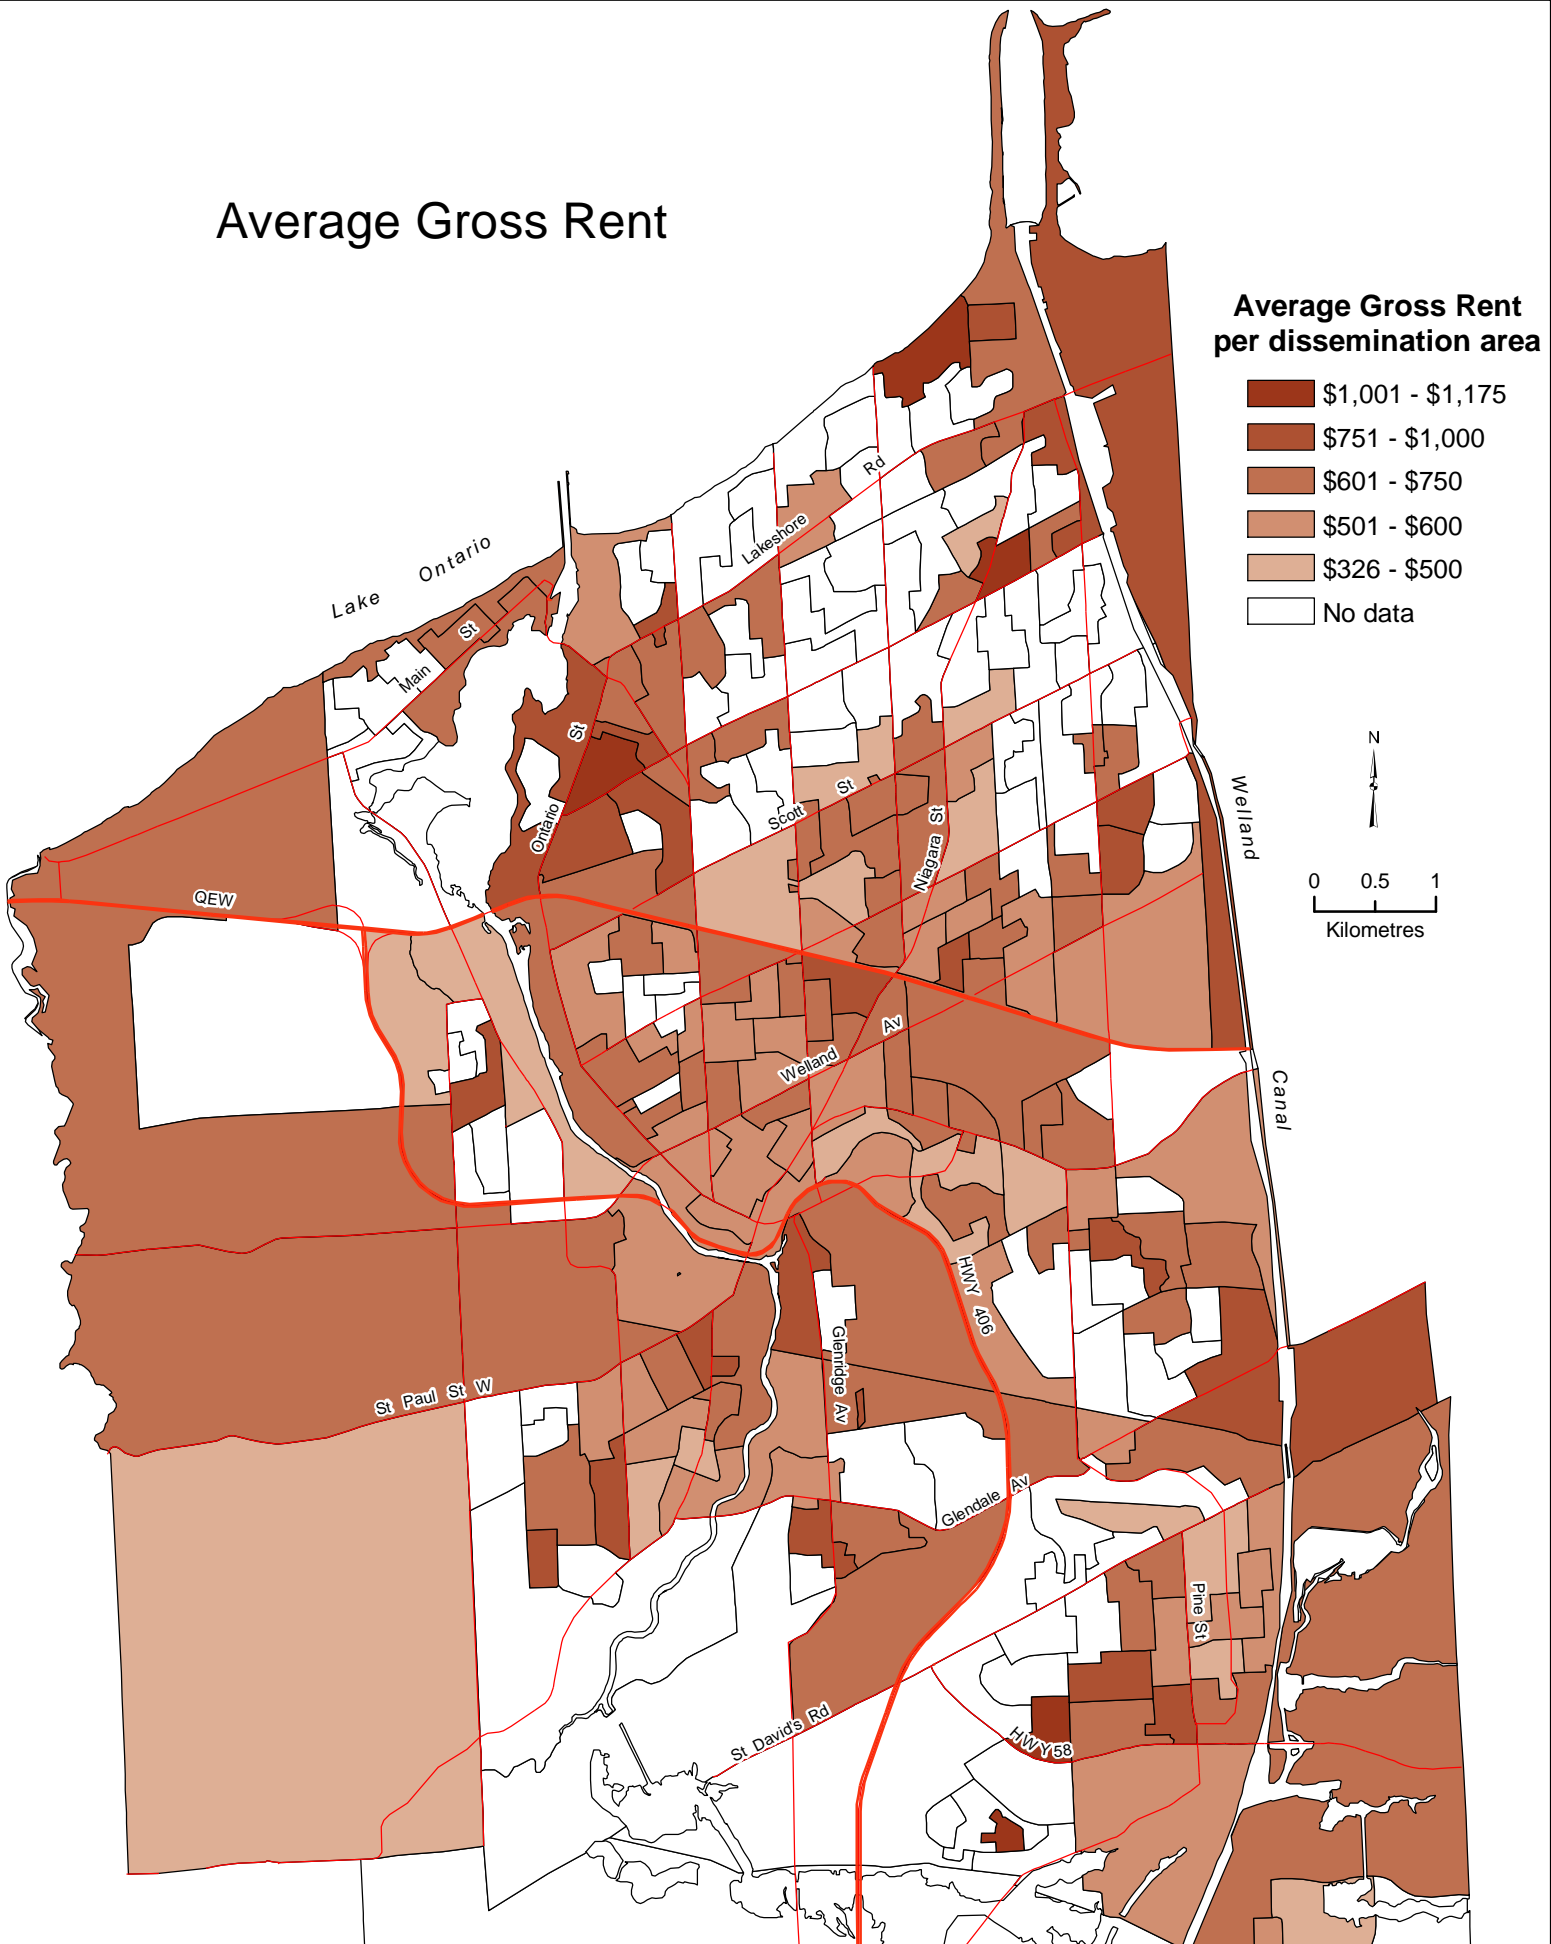 Average Gross Rent
Average Gross Rent
per dissemination area
$1,001 - $1,175
$751 - $1,000
$601 - $750
$501 - $600
$326 - $500
No data
Lake Ontario
Lakeshore Rd
Main St
Ontario St
Scott St
Niagara St
Welland Canal
N
0 0.5 1
Kilometres
QEW
Welland Av
HWY 406
Glenridge Av
St Paul St W
Glendale Av
Pine St
St David's Rd
HWY58